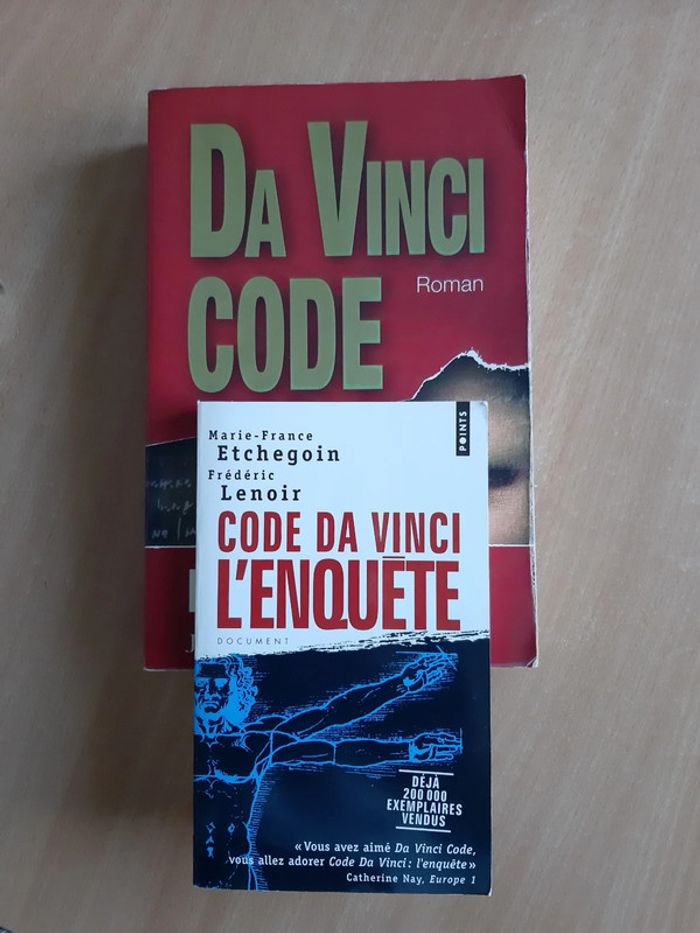 DA VINCI
CODE
Roman
POINTS
Marie-France
Etchegoin
Frédéric
Lenoir
CODE DA VINCI
L'ENQUÊTE
DOCUMENT
DÉJÀ
200 000
EXEMPLAIRES
VENDUS
« Vous avez aimé Da Vinci Code,
vous allez adorer Code Da Vinci : l'enquête »
Catherine Nay, Europe 1